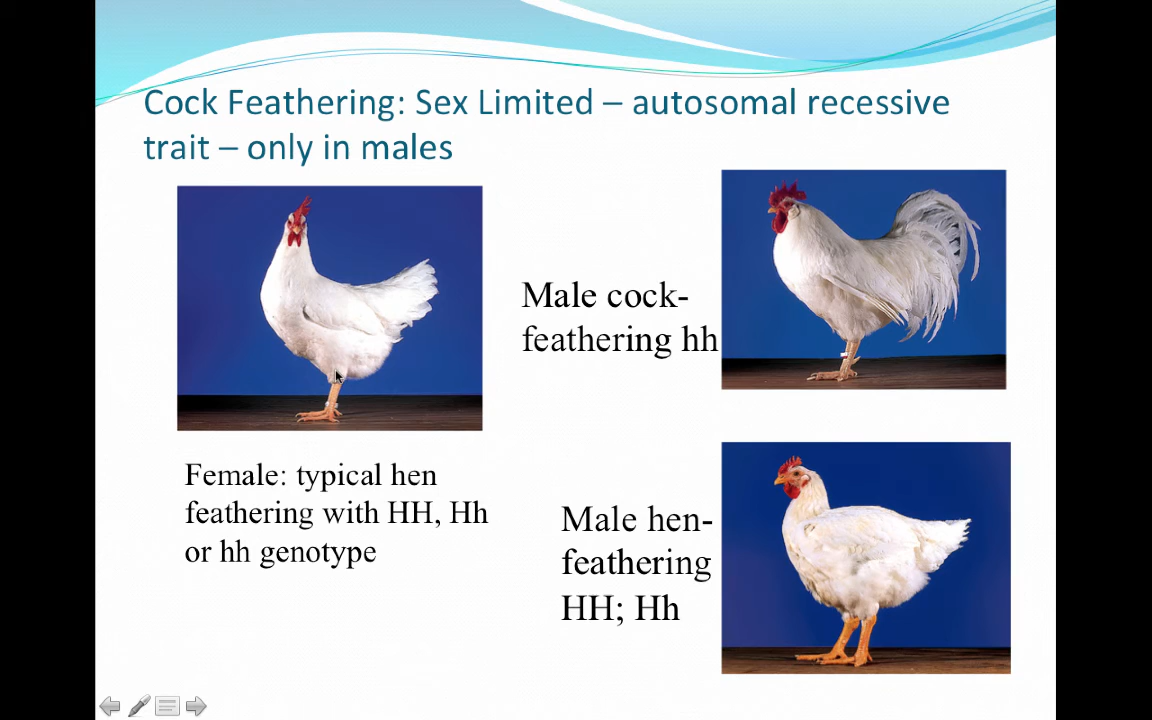 Cock Feathering: Sex Limited – autosomal recessive
trait – only in males
Male cock-
feathering hh
Female: typical hen
feathering with HH, Hh
or hh genotype
Male hen-
feathering
HH; Hh